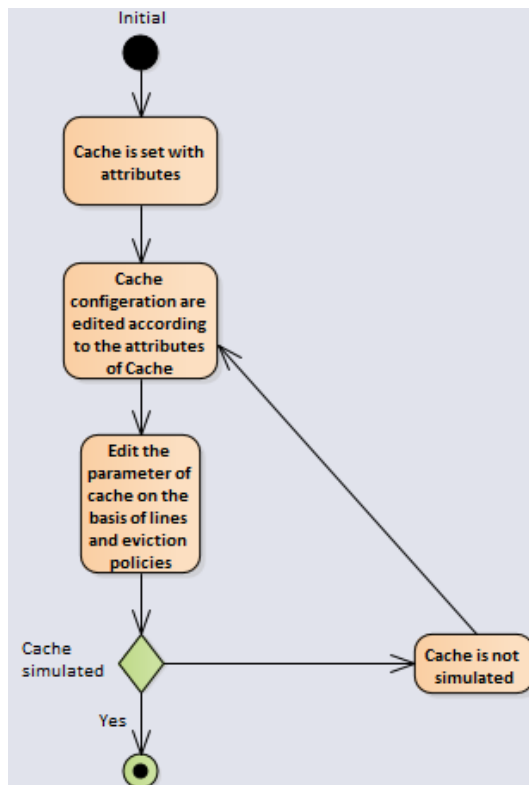 Initial
Cache is set with
attributes
Cache
configeration are
edited according
to the attributes
of Cache
Edit the
parameter of
cache on the
basis of lines
and eviction
policies
Cache
simulated
Cache is not
simulated
Yes